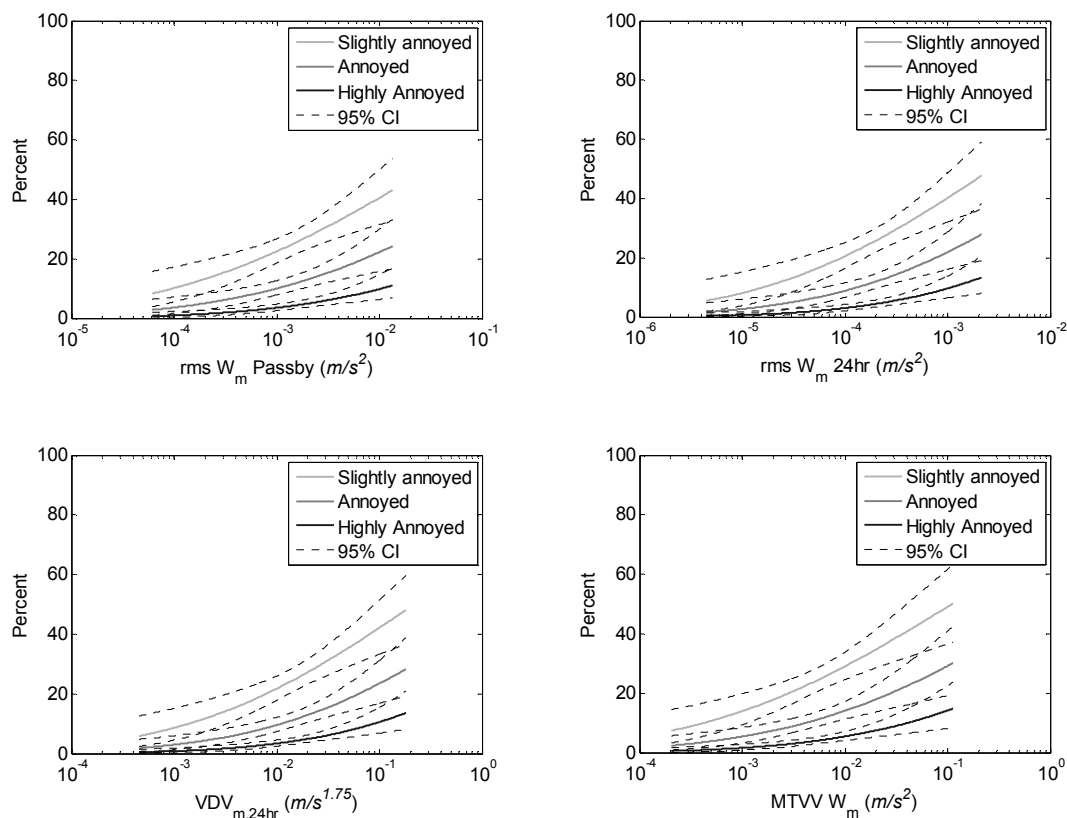 100
80
60
40
20
0
Percent
Slightly annoyed
Annoyed
Highly Annoyed
95% CI
10^-5
10^-4
10^-3
10^-2
10^-1
rms W_m Passby (m/s^2)
100
80
60
40
20
0
Percent
Slightly annoyed
Annoyed
Highly Annoyed
95% CI
10^-6
10^-5
10^-4
10^-3
10^-2
rms W_m 24hr (m/s^2)
100
80
60
40
20
0
Percent
Slightly annoyed
Annoyed
Highly Annoyed
95% CI
10^-4
10^-3
10^-2
10^-1
10^0
VDV_m,24hr (m/s^1.75)
100
80
60
40
20
0
Percent
Slightly annoyed
Annoyed
Highly Annoyed
95% CI
10^-4
10^-3
10^-2
10^-1
10^0
MTVV W_m (m/s^2)